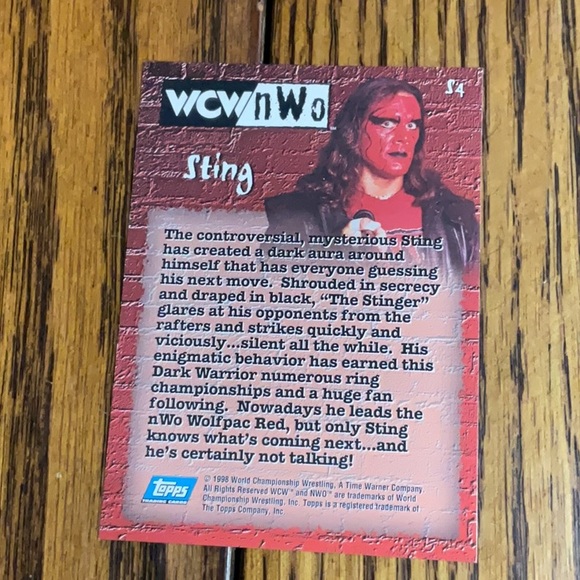 S4
WCW/nWo
Sting
The controversial, mysterious Sting
has created a dark aura around
himself that has everyone guessing
his next move. Shrouded in secrecy
and draped in black, “The Stinger”
glares at his opponents from the
rafters and strikes quickly and
viciously...silent all the while. His
enigmatic behavior has earned this
Dark Warrior numerous ring
championships and a huge fan
following. Nowadays he leads the
nWo Wolfpac Red, but only Sting
knows what's coming next...and
he's certainly not talking!
Topps
TRADING CARDS
© 1998 World Championship Wrestling, A Time Warner Company.
All Rights Reserved WCW™ and NWO™ are trademarks of World
Championship Wrestling, Inc. Topps is a registered trademark of
The Topps Company, Inc.